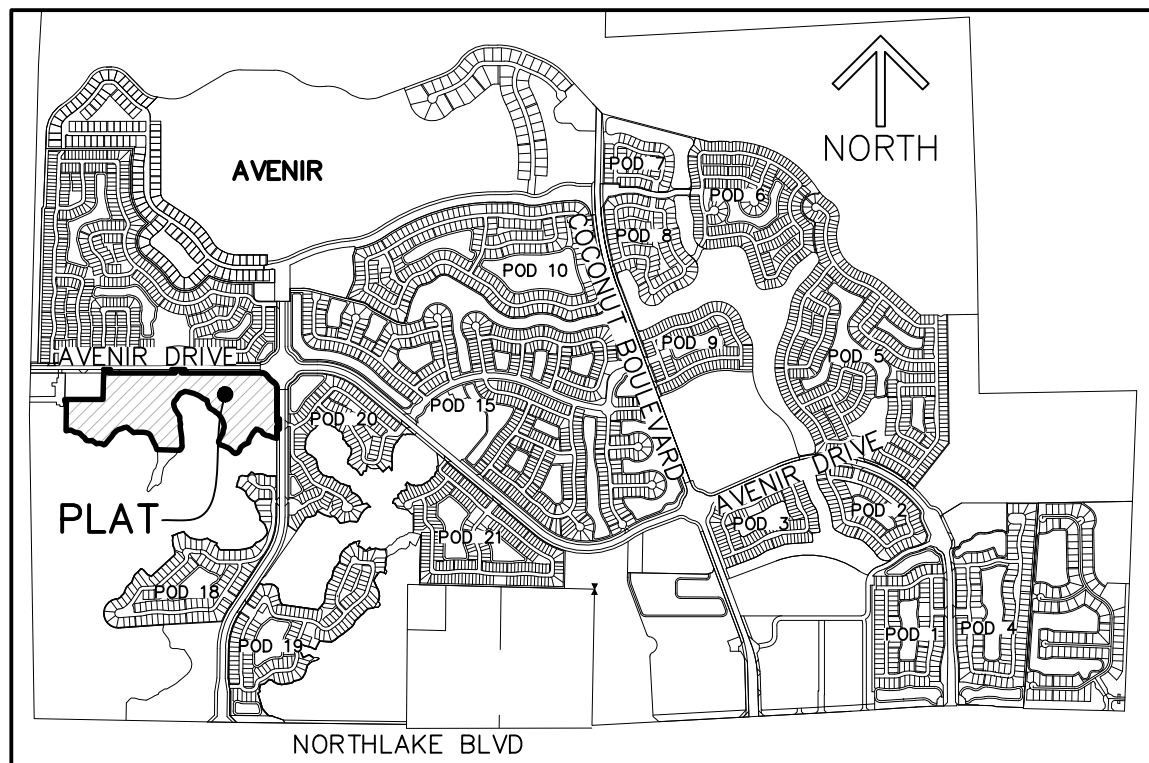 NORTH
POD 7
AVENIR
POD 6
POD 8
COCONUT BOULEVARD
POD 10
POD 9
AVENIR DRIVE
POD 5
POD 15
POD 20
AVENIR DRIVE
PLAT
POD 2
POD 3
POD 21
POD 18
POD 1
POD 4
POD 19
NORTHLAKE BLVD